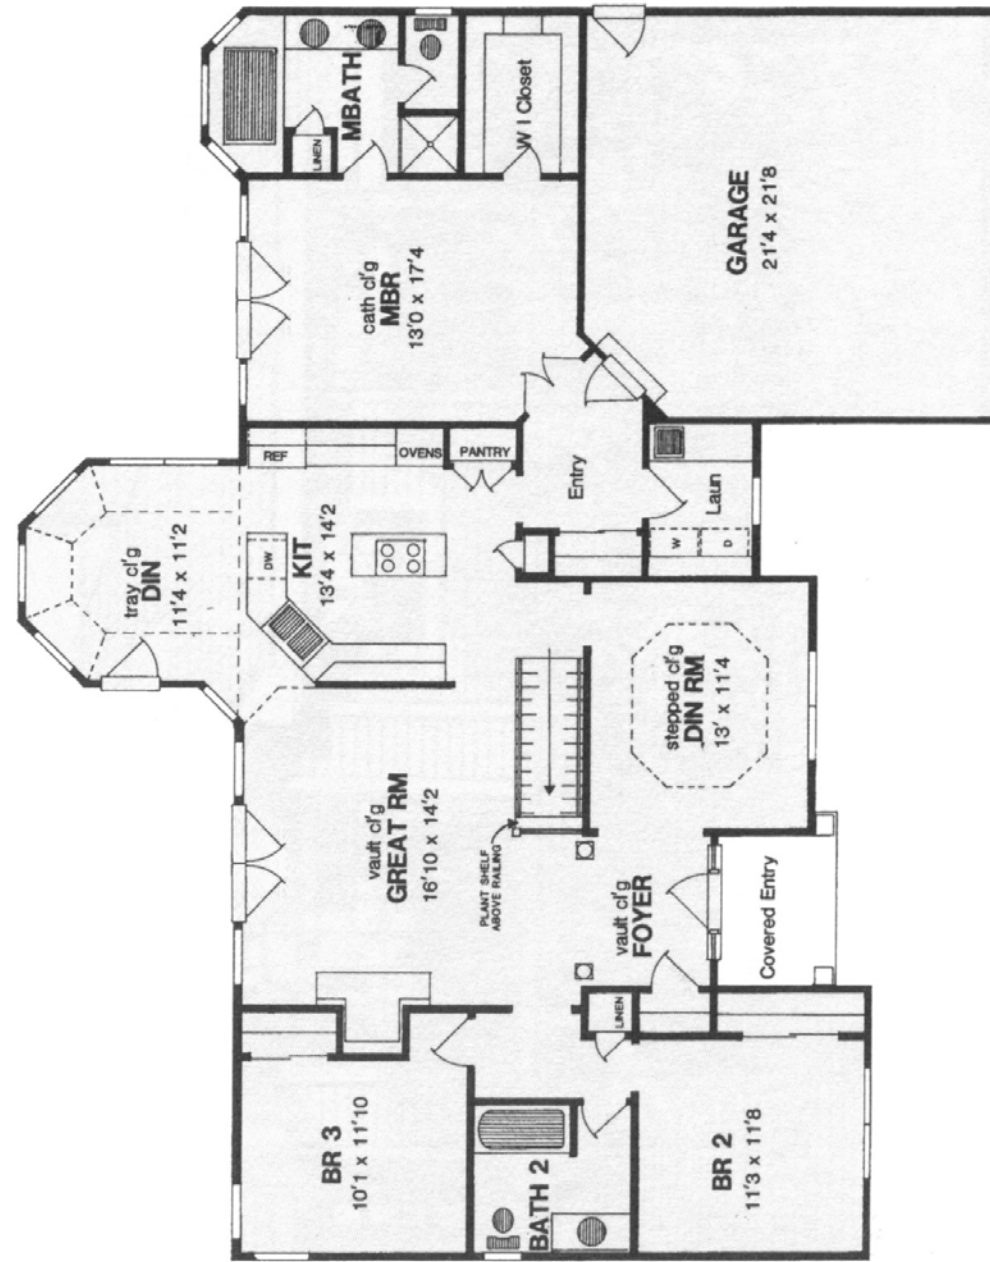 MBATH
LINEN
W I Closet
GARAGE
21'4 x 21'8
cath cl'g
MBR
13'0 x 17'4
REF
OVENS
PANTRY
Entry
Laun
W
D
tray cl'g
DIN
11'4 x 11'2
DW
KIT
13'4 x 14'2
stepped cl'g
DIN RM
13' x 11'4
vault cl'g
GREAT RM
16'10 x 14'2
PLANT SHELF
ABOVE RAILING
vault cl'g
FOYER
Covered Entry
LINEN
BR 3
10'1 x 11'10
BATH 2
BR 2
11'3 x 11'8